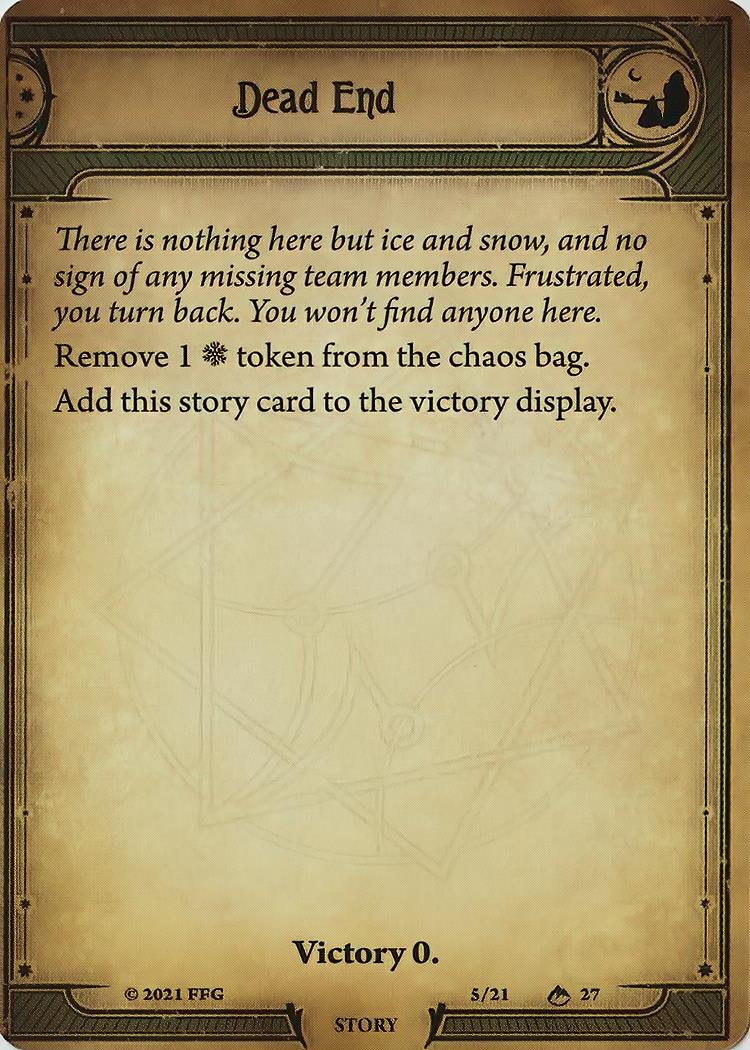 Dead End
There is nothing here but ice and snow, and no
sign of any missing team members. Frustrated,
you turn back. You won't find anyone here.
Remove 1 token from the chaos bag.
Add this story card to the victory display.
Victory 0.
© 2021 FFG 5/21 27
STORY